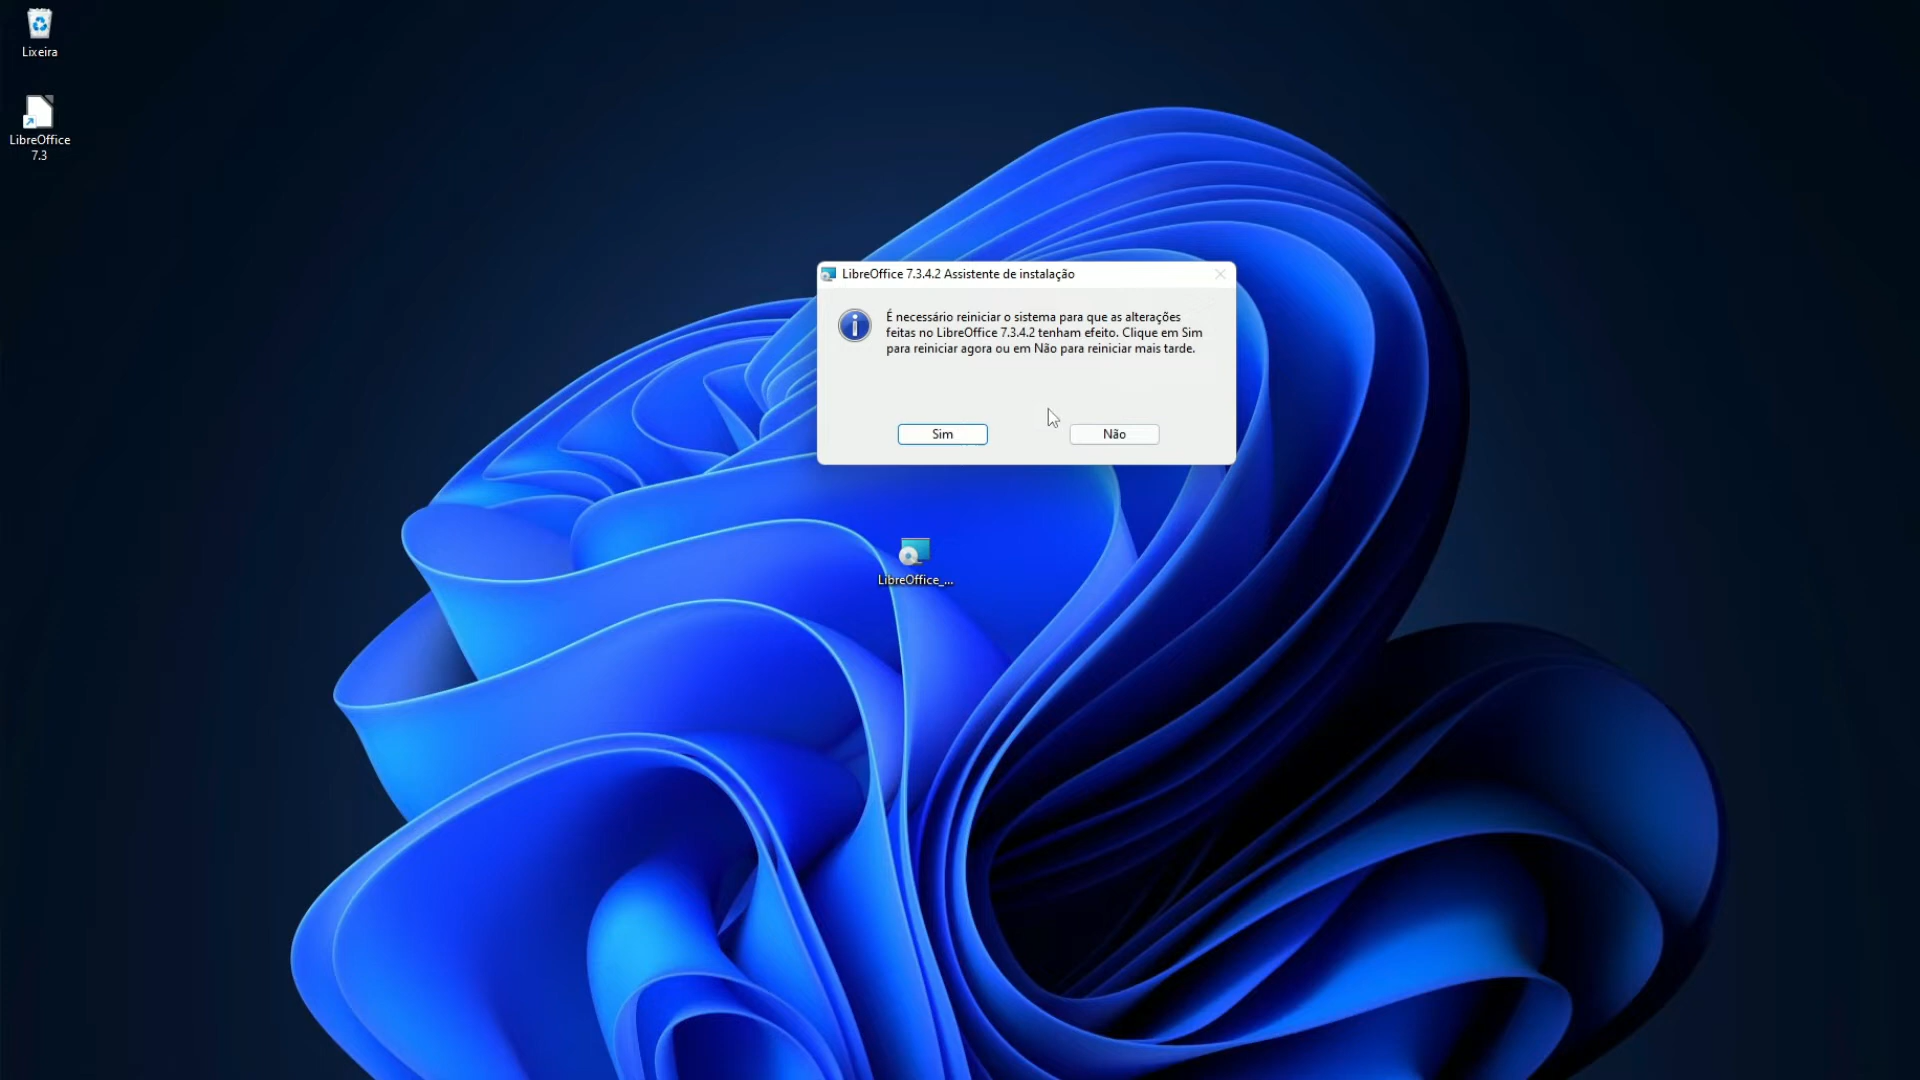 Lixeira
LibreOffice
7.3
LibreOffice 7.3.4.2 Assistente de instalação
É necessário reiniciar o sistema para que as alterações
feitas no LibreOffice 7.3.4.2 tenham efeito. Clique em Sim
para reiniciar agora ou em Não para reiniciar mais tarde.
Sim
Não
LibreOffice_...